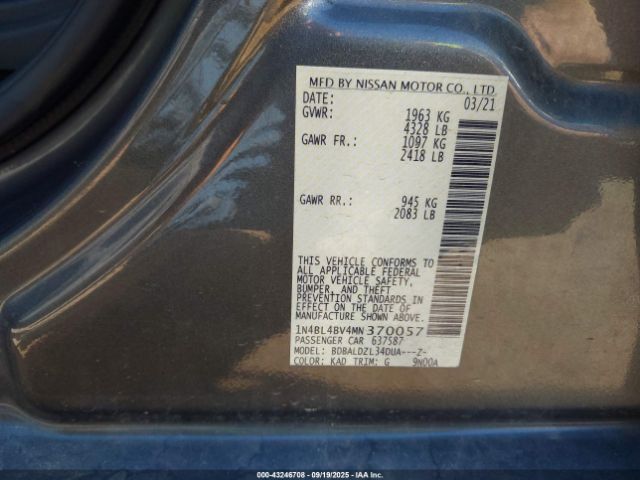 MFD BY NISSAN MOTOR CO., LTD.
DATE: 03/21
GVWR: 1963 KG
4328 LB
GAWR FR.: 1097 KG
2418 LB
GAWR RR.: 945 KG
2083 LB
THIS VEHICLE CONFORMS TO
ALL APPLICABLE FEDERAL
MOTOR VEHICLE SAFETY,
BUMPER, AND THEFT
PREVENTION STANDARDS IN
EFFECT ON THE DATE OF
MANUFACTURE SHOWN ABOVE.
1N4BL4BV4MN370057
PASSENGER CAR 637587
MODEL: BDBALDZL34DUA---Z-
COLOR: KAD TRIM: G 9N00A
000-43246708 - 09/19/2025 - IAA Inc.